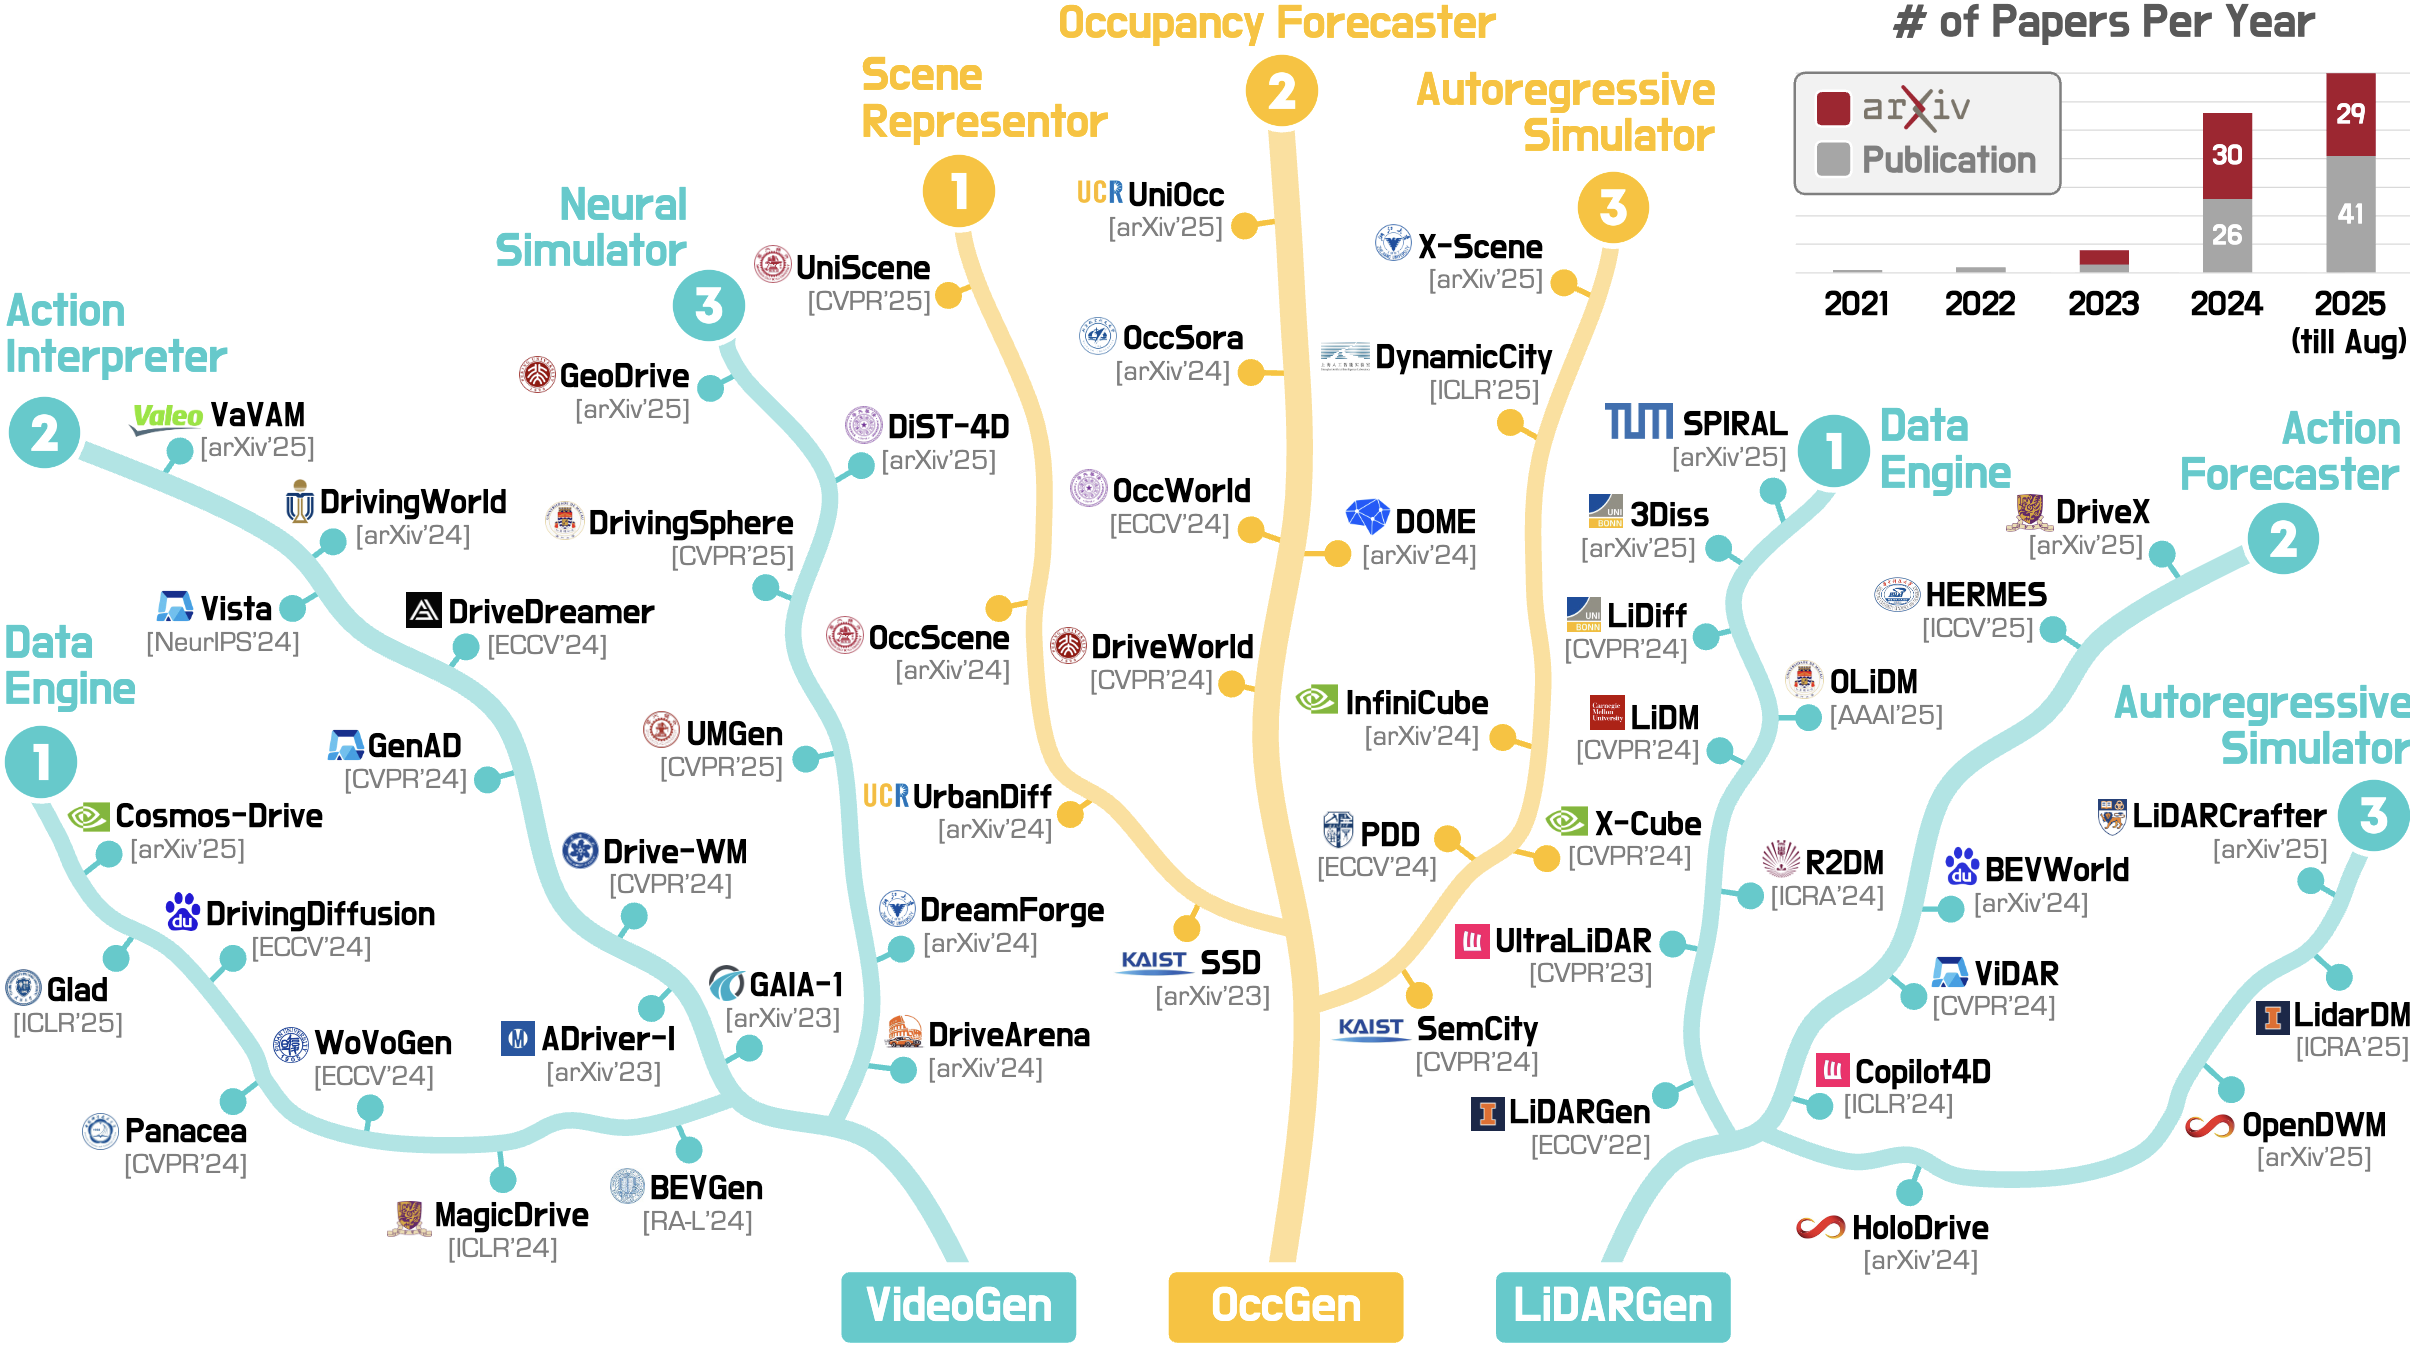 Occupancy Forecaster
# of Papers Per Year
Scene
Representor
2
Autoregressive
Simulator
arXiv
Publication
29
30
41
26
2021
2022
2023
2024
2025
(till Aug)
1
3
Neural
Simulator
3
Action
Interpreter
2
Data
Engine
1
Valeo VaVAM
[arXiv'25]
DrivingWorld
[arXiv'24]
Vista
[NeurIPS'24]
DriveDreamer
[ECCV'24]
GenAD
[CVPR'24]
Drive-WM
[CVPR'24]
ADriver-I
[arXiv'23]
GAIA-1
[arXiv'23]
Cosmos-Drive
[arXiv'25]
DrivingDiffusion
[ECCV'24]
Glad
[ICLR'25]
WoVoGen
[ECCV'24]
Panacea
[CVPR'24]
MagicDrive
[ICLR'24]
BEVGen
[RA-L'24]
GeoDrive
[arXiv'25]
DiST-4D
[arXiv'25]
DrivingSphere
[CVPR'25]
UMGen
[CVPR'25]
DreamForge
[arXiv'24]
DriveArena
[arXiv'24]
UniScene
[CVPR'25]
OccScene
[arXiv'24]
UCR UrbanDiff
[arXiv'24]
KAIST SSD
[arXiv'23]
UCR UniOcc
[arXiv'25]
OccSora
[arXiv'24]
OccWorld
[ECCV'24]
DOME
[arXiv'24]
DriveWorld
[CVPR'24]
X-Scene
[arXiv'25]
DynamicCity
[ICLR'25]
InfiniCube
[arXiv'24]
PDD
[ECCV'24]
X-Cube
[CVPR'24]
KAIST SemCity
[CVPR'24]
Data
Engine
1
TUM SPIRAL
[arXiv'25]
UNI
BONN
3Diss
[arXiv'25]
UNI
BONN
LiDiff
[CVPR'24]
OLiDM
[AAAI'25]
Carnegie
Mellon
University
LiDM
[CVPR'24]
R2DM
[ICRA'24]
UltraLiDAR
[CVPR'23]
LiDARGen
[ECCV'22]
Action
Forecaster
2
DriveX
[arXiv'25]
HERMES
[ICCV'25]
du BEVWorld
[arXiv'24]
ViDAR
[CVPR'24]
Copilot4D
[ICLR'24]
Autoregressive
Simulator
3
LiDARCrafter
[arXiv'25]
LidarDM
[ICRA'25]
OpenDWM
[arXiv'25]
HoloDrive
[arXiv'24]
VideoGen
OccGen
LiDARGen